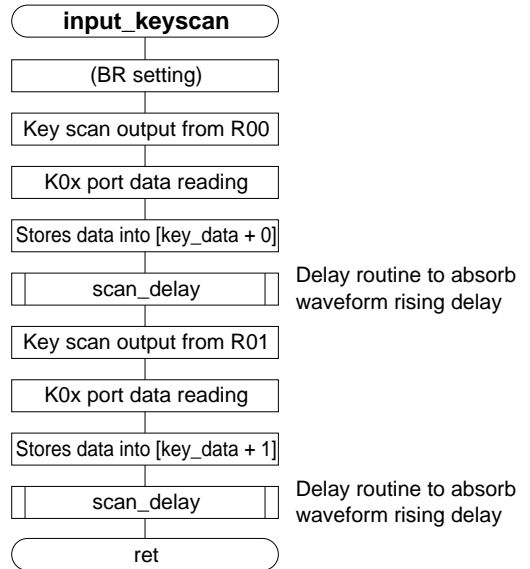 input_keyscan
(BR setting)
Key scan output from R00
K0x port data reading
Stores data into [key_data + 0]
scan_delay
Delay routine to absorb
waveform rising delay
Key scan output from R01
K0x port data reading
Stores data into [key_data + 1]
scan_delay
Delay routine to absorb
waveform rising delay
ret